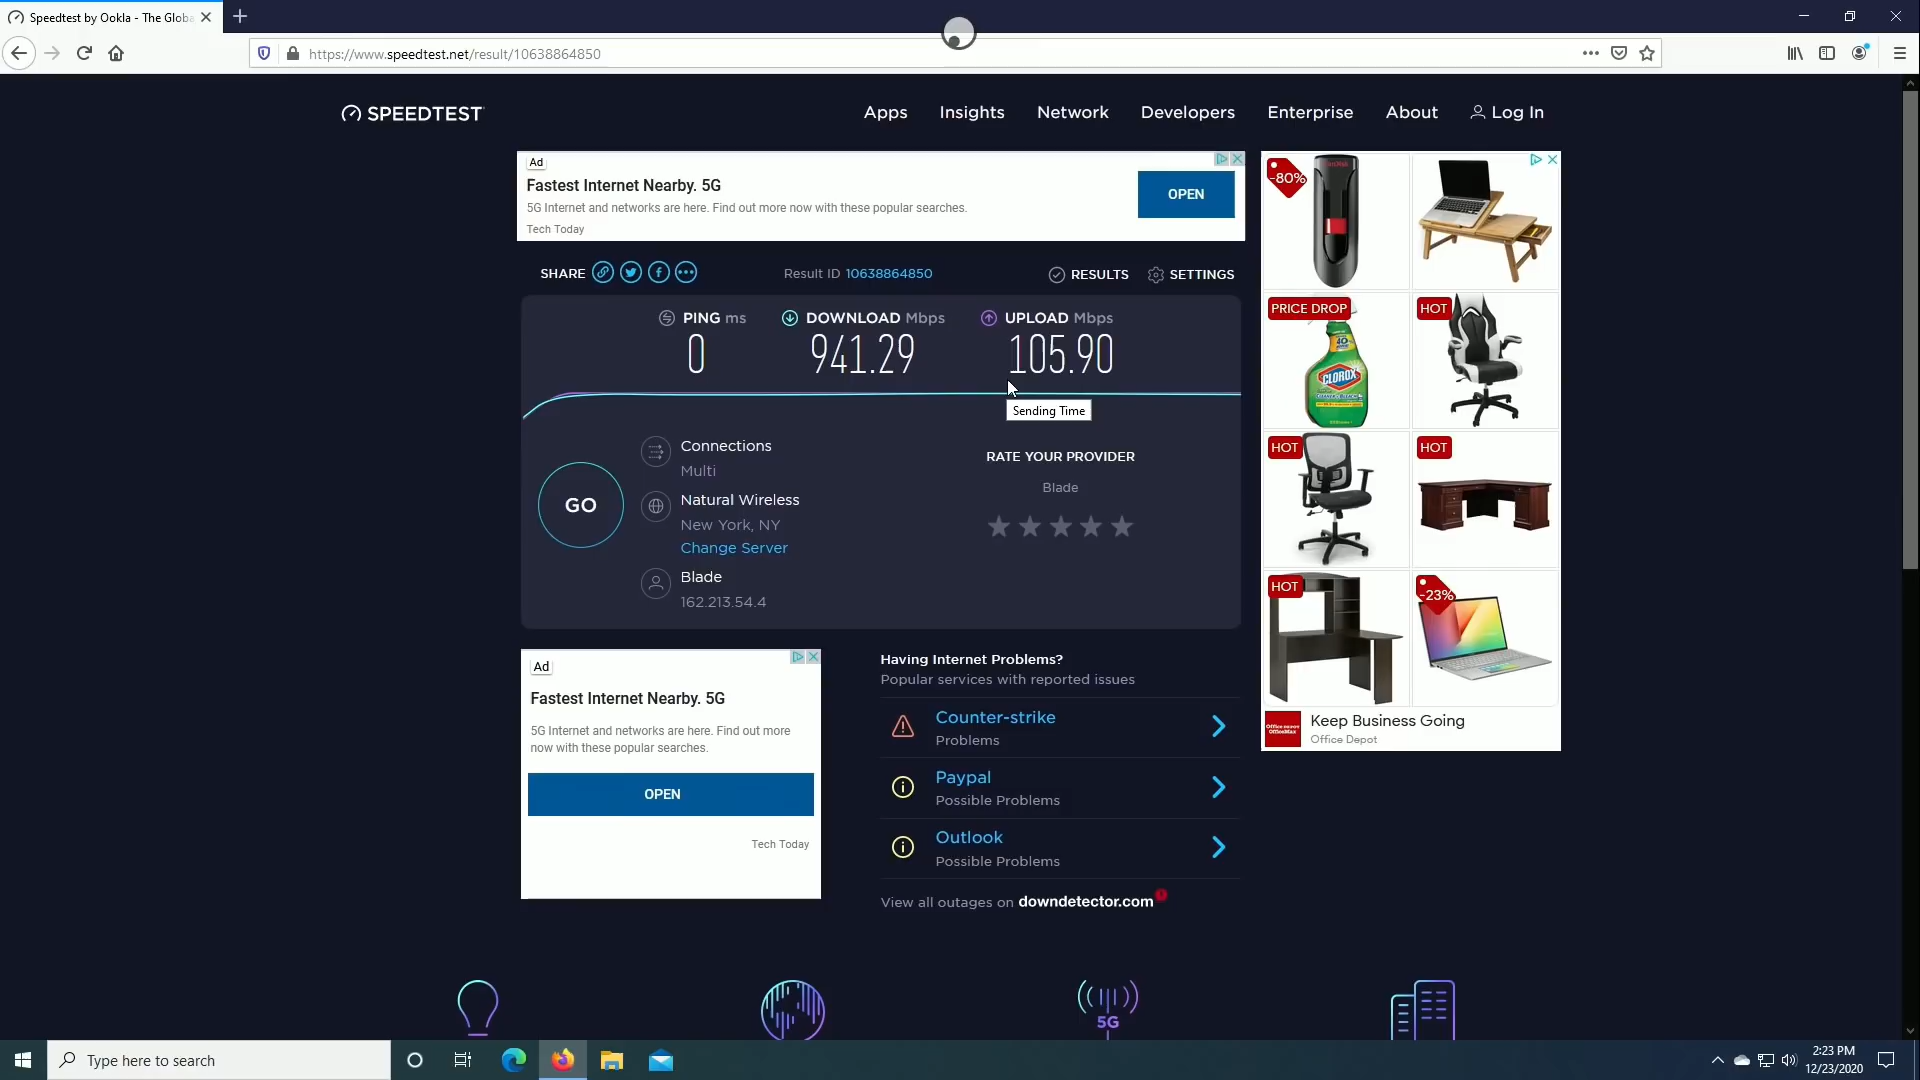 Speedtest by Ookla - The Globa
https://www.speedtest.net/result/10638864850
SPEEDTEST
Apps
Insights
Network
Developers
Enterprise
About
Log In
Ad
Fastest Internet Nearby. 5G
5G Internet and networks are here. Find out more now with these popular searches.
Tech Today
OPEN
SHARE
Result ID 10638864850
RESULTS
SETTINGS
PING ms
DOWNLOAD Mbps
UPLOAD Mbps
0
941.29
105.90
Sending Time
GO
Connections
Multi
Natural Wireless
New York, NY
Change Server
Blade
162.213.54.4
RATE YOUR PROVIDER
Blade
Ad
Fastest Internet Nearby. 5G
5G Internet and networks are here. Find out more
now with these popular searches.
OPEN
Tech Today
Having Internet Problems?
Popular services with reported issues
Counter-strike
Problems
Paypal
Possible Problems
Outlook
Possible Problems
View all outages on downdetector.com
-80%
PRICE DROP
CLOROX
HOT
HOT
HOT
HOT
-23%
Office DEPOT
OfficeMax
Keep Business Going
Office Depot
5G
Type here to search
2:23 PM
12/23/2020